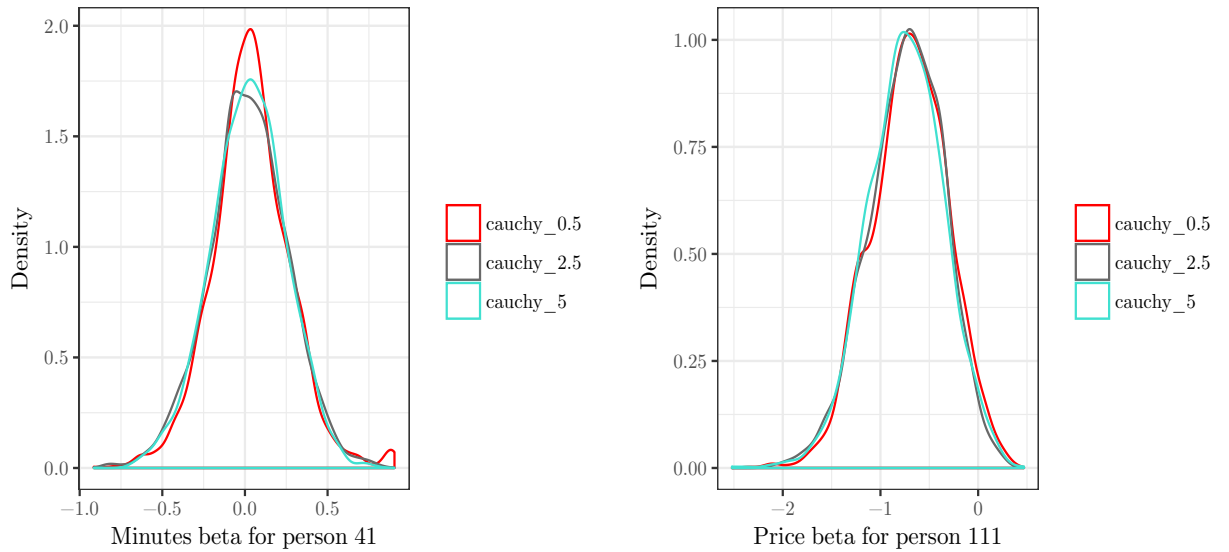 2.0
1.5
1.0
0.5
0.0
Density
−1.0
−0.5
0.0
0.5
Minutes beta for person 41
cauchy_0.5
cauchy_2.5
cauchy_5
1.00
0.75
0.50
0.25
0.00
Density
−2
−1
0
Price beta for person 111
cauchy_0.5
cauchy_2.5
cauchy_5